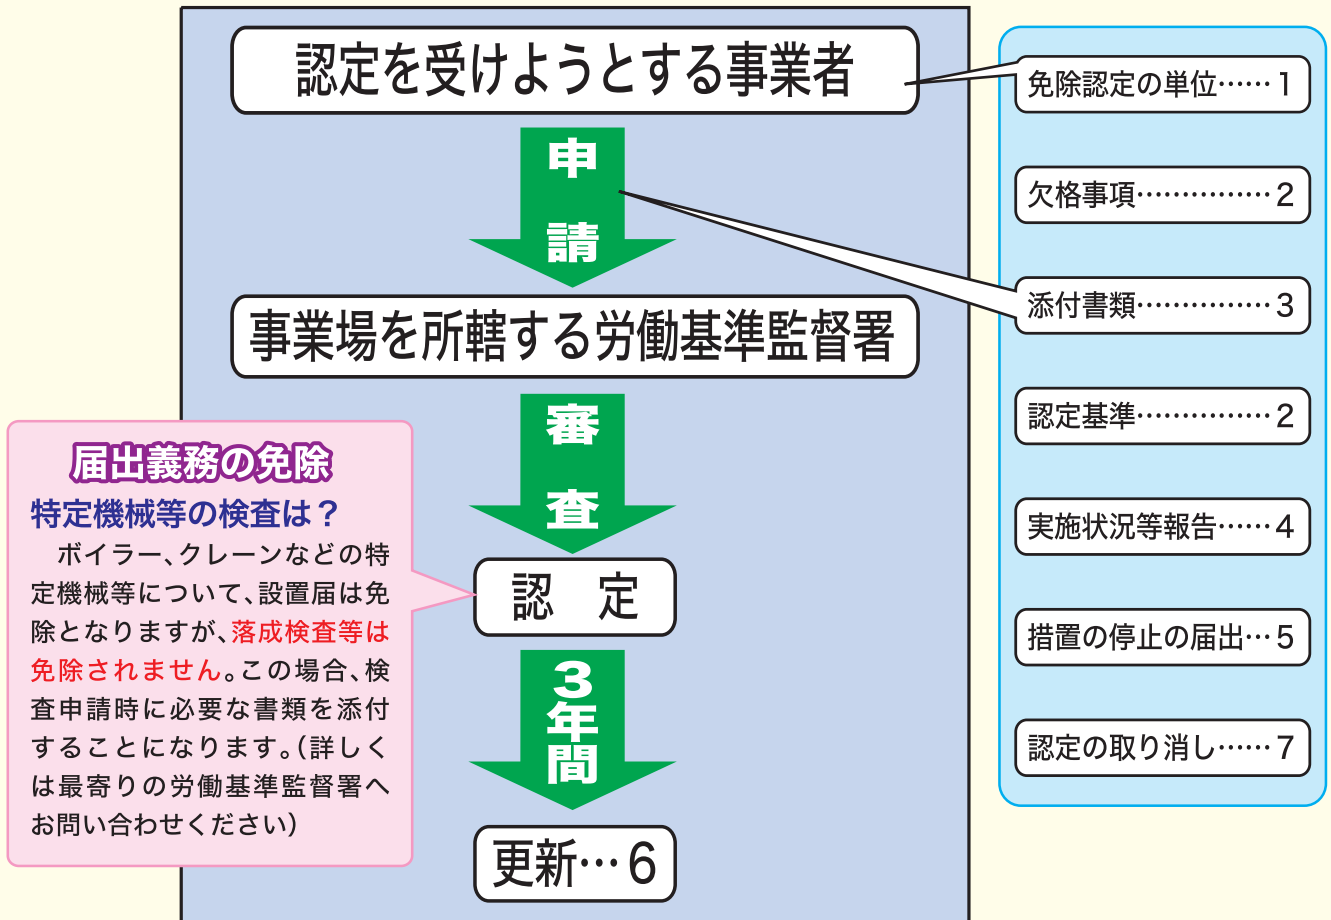 認定を受けようとする事業者
申請
事業場を所轄する労働基準監督署
審査
認　定
3年間
更新…6
届出義務の免除
特定機械等の検査は？
　ボイラー、クレーンなどの特
定機械等について、設置届は免
除となりますが、落成検査等は
免除されません。この場合、検
査申請時に必要な書類を添付
することになります。（詳しく
は最寄りの労働基準監督署へ
お問い合わせください）
免除認定の単位……1
欠格事項……………2
添付書類……………3
認定基準……………2
実施状況等報告……4
措置の停止の届出…5
認定の取り消し……7